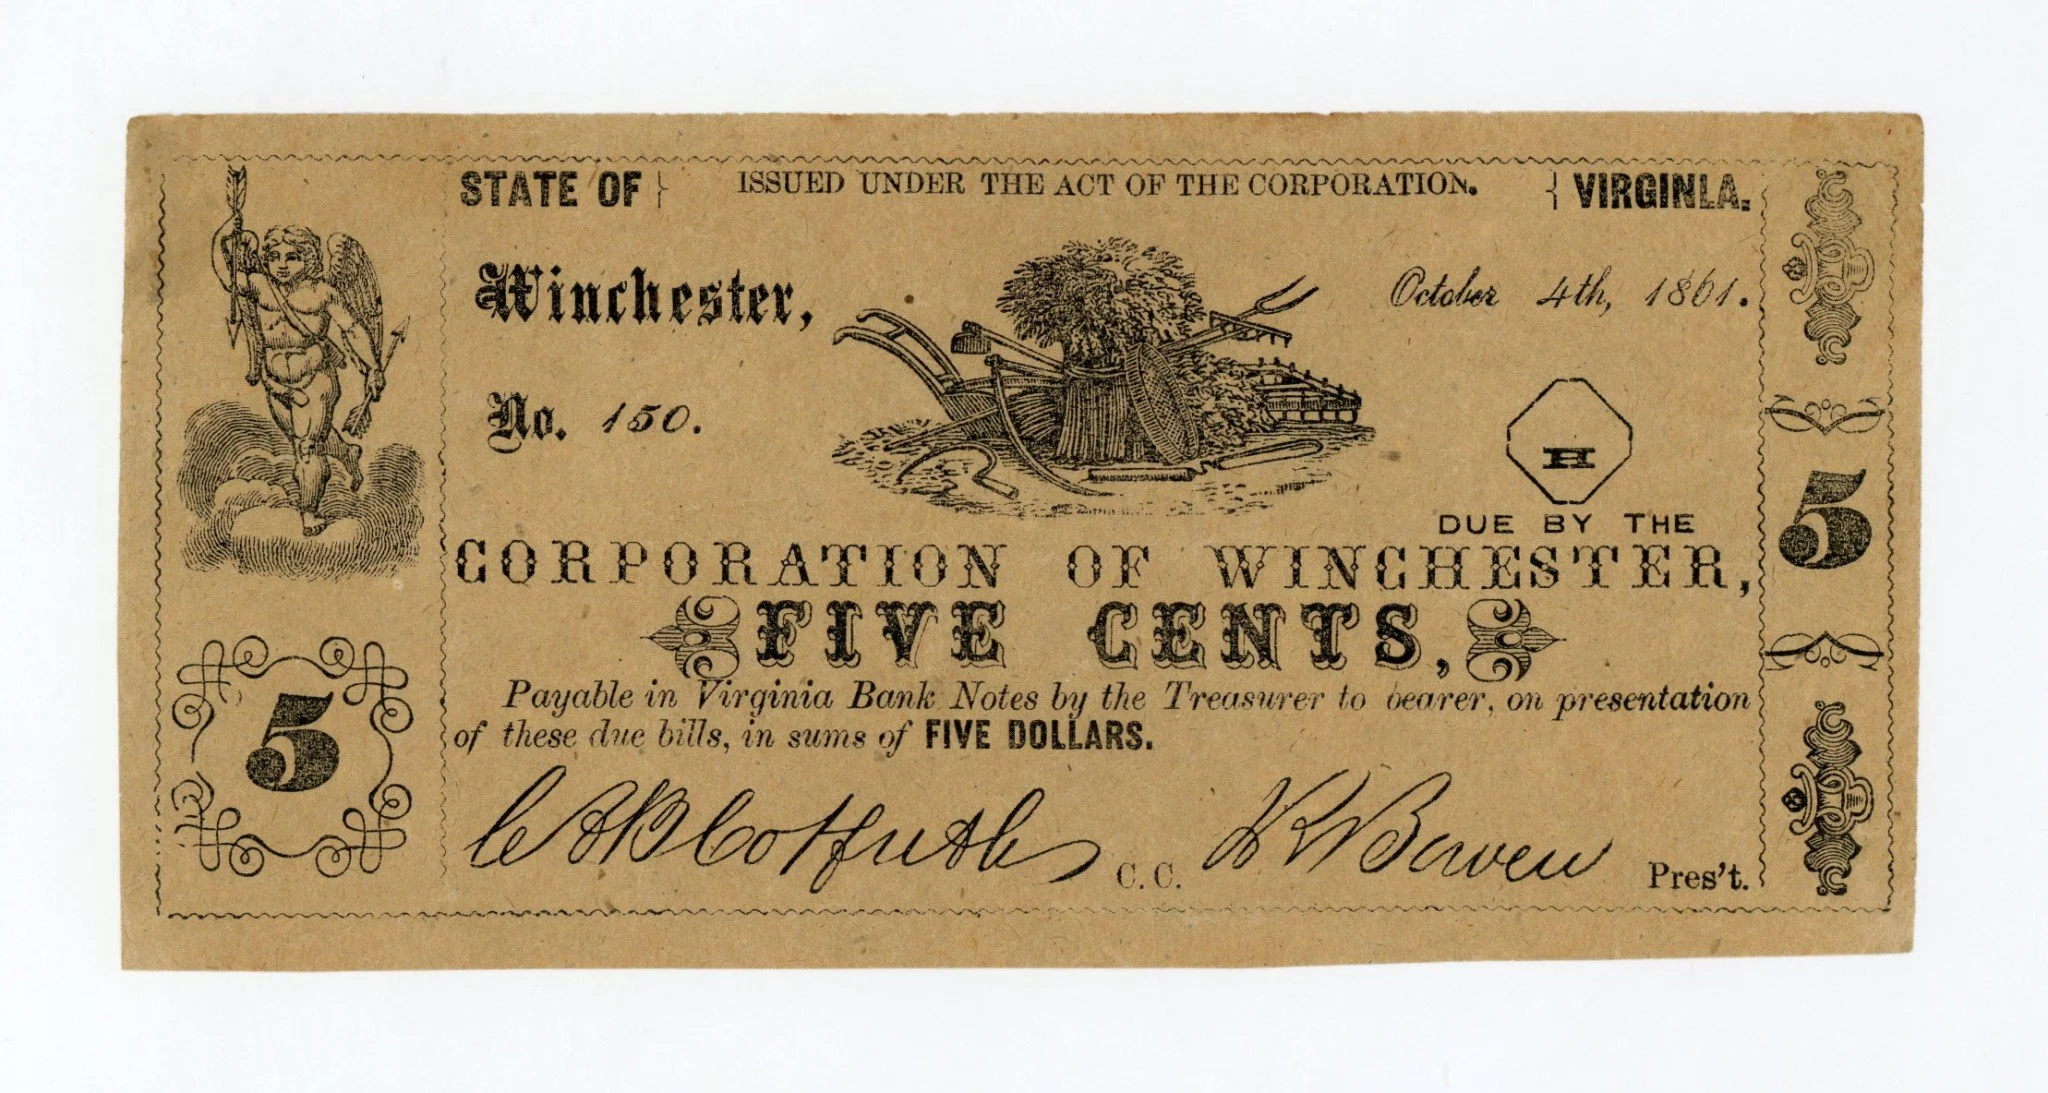 STATE OF } ISSUED UNDER THE ACT OF THE CORPORATION. { VIRGINIA.
Winchester,
October 4th, 1861.
No. 150.
H
DUE BY THE
CORPORATION OF WINCHESTER,
FIVE CENTS,
Payable in Virginia Bank Notes by the Treasurer to bearer, on presentation
of these due bills, in sums of FIVE DOLLARS.
C. C. Bowen Pres't.
5
5